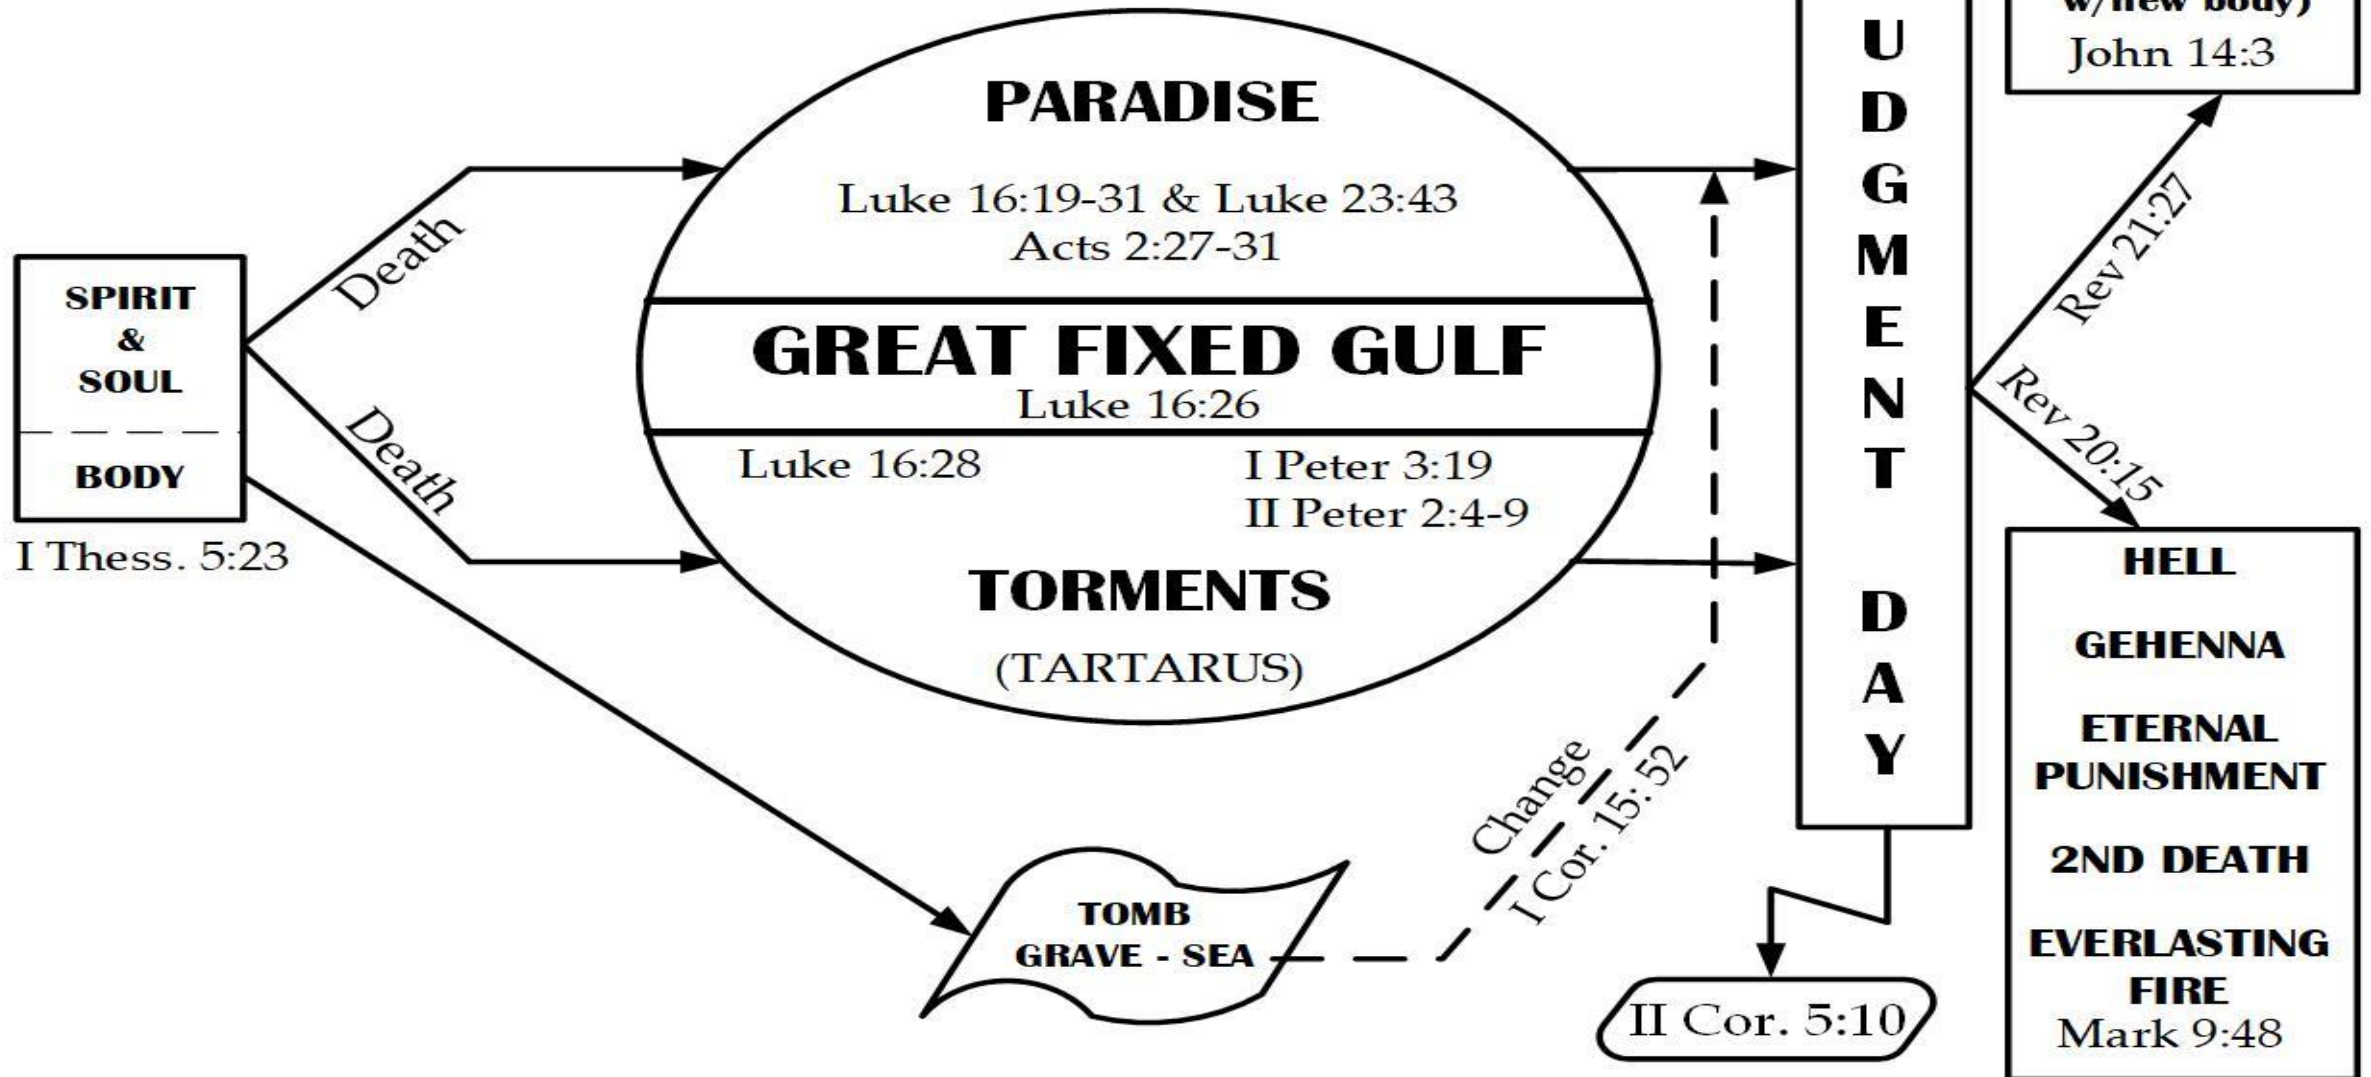 SPIRIT
&
SOUL
BODY
I Thess. 5:23
Death
Death
PARADISE
Luke 16:19-31 & Luke 23:43
Acts 2:27-31
GREAT FIXED GULF
Luke 16:26
Luke 16:28
I Peter 3:19
II Peter 2:4-9
TORMENTS
(TARTARUS)
TOMB
GRAVE - SEA
Change
I Cor. 15: 52
U
D
G
M
E
N
T
D
A
Y
II Cor. 5:10
w/new body)
John 14:3
Rev 21:27
Rev 20:15
HELL
GEHENNA
ETERNAL
PUNISHMENT
2ND DEATH
EVERLASTING
FIRE
Mark 9:48